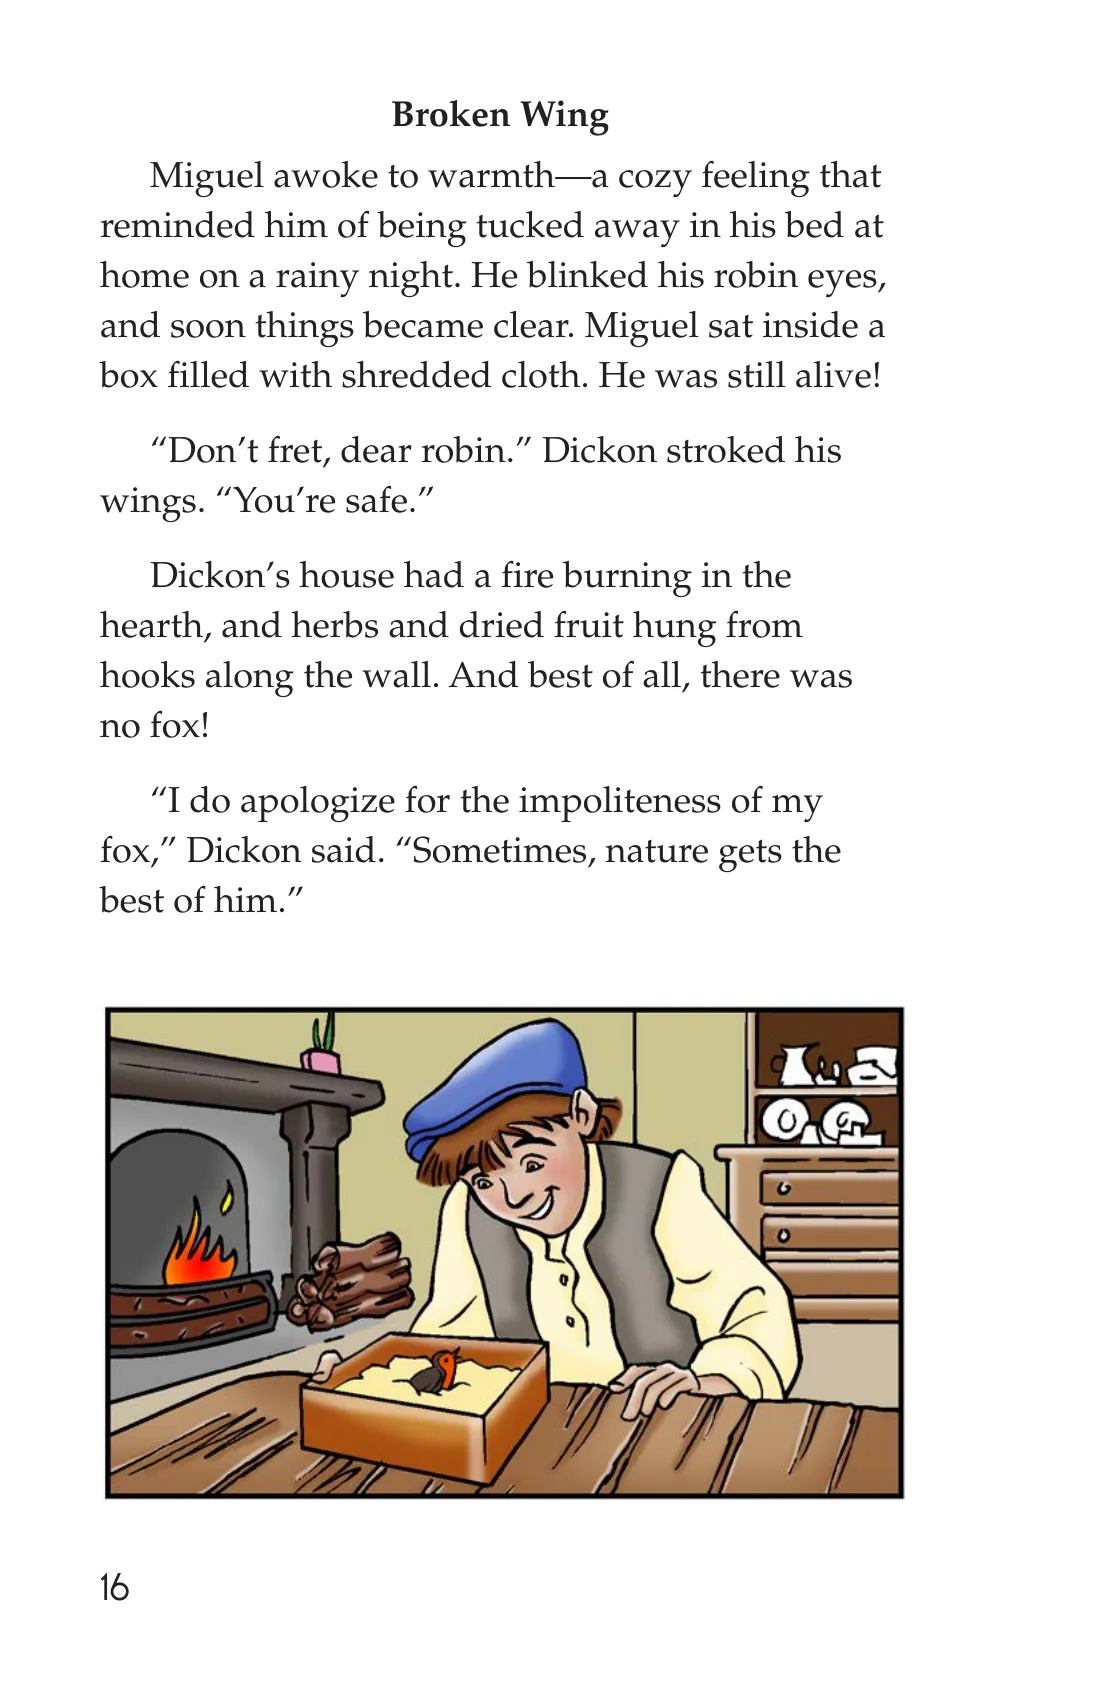 Broken Wing
Miguel awoke to warmth—a cozy feeling that
reminded him of being tucked away in his bed at
home on a rainy night. He blinked his robin eyes,
and soon things became clear. Miguel sat inside a
box filled with shredded cloth. He was still alive!
“Don’t fret, dear robin.” Dickon stroked his
wings. “You’re safe.”
Dickon’s house had a fire burning in the
hearth, and herbs and dried fruit hung from
hooks along the wall. And best of all, there was
no fox!
“I do apologize for the impoliteness of my
fox,” Dickon said. “Sometimes, nature gets the
best of him.”
16